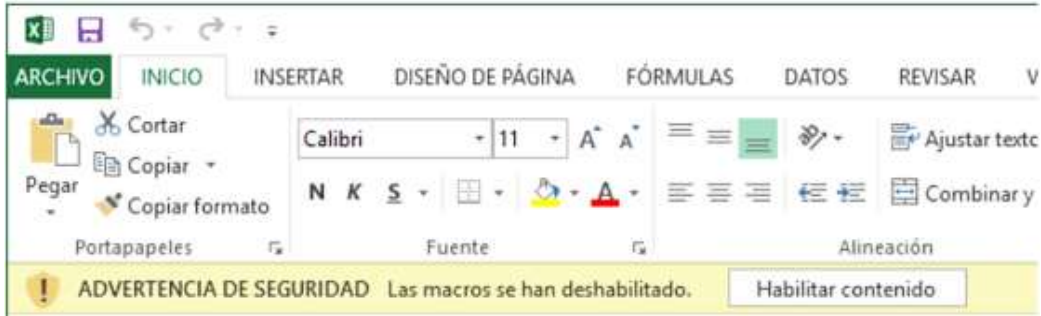 ARCHIVO INICIO INSERTAR DISEÑO DE PÁGINA FÓRMULAS DATOS REVISAR V
Cortar
Calibri 11 A A Ajustar texto
Copiar
Pegar
N K S A Combinar y
Copiar formato
Portapapeles Fuente Alineación
ADVERTENCIA DE SEGURIDAD Las macros se han deshabilitado. Habilitar contenido